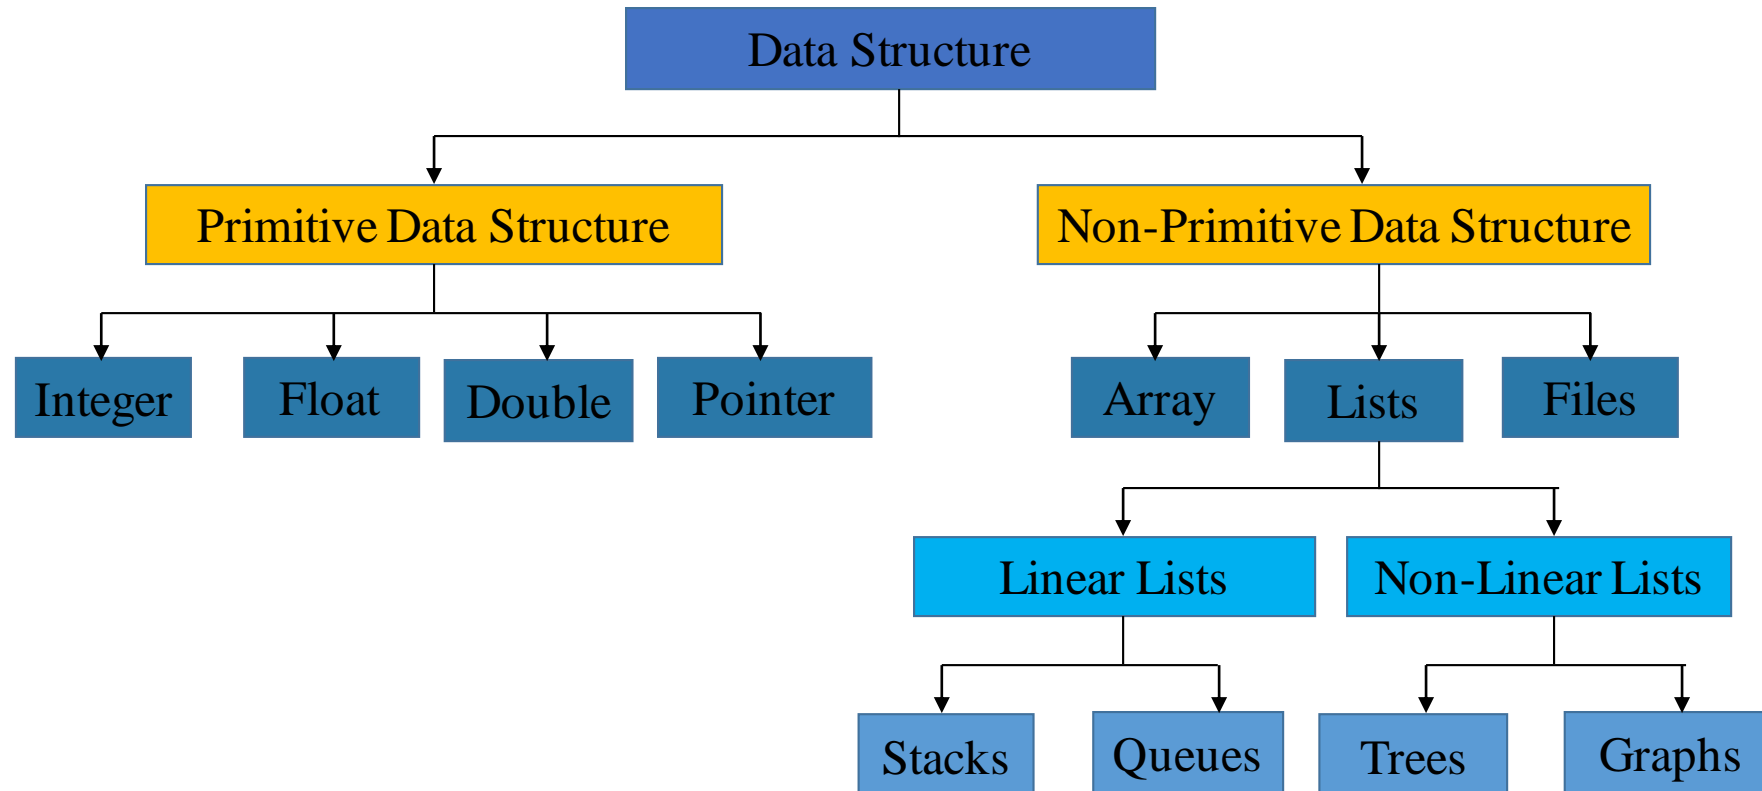 Data Structure
Primitive Data Structure
Non-Primitive Data Structure
Integer
Float
Double
Pointer
Array
Lists
Files
Linear Lists
Non-Linear Lists
Stacks
Queues
Trees
Graphs